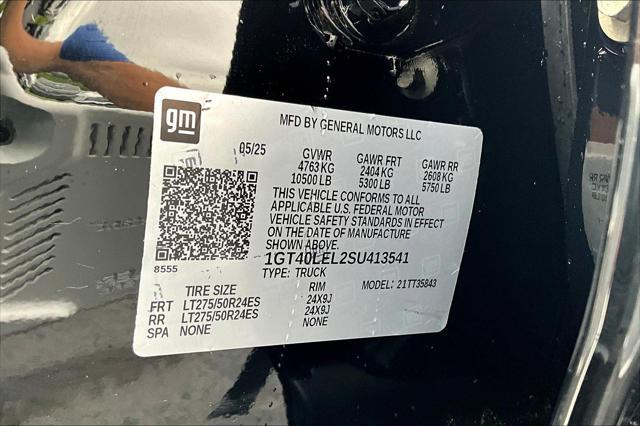 gm
MFD BY GENERAL MOTORS LLC
05/25
GVWR GAWR FRT GAWR RR
4763 KG 2404 KG 2608 KG
10500 LB 5300 LB 5750 LB
THIS VEHICLE CONFORMS TO ALL
APPLICABLE U.S. FEDERAL MOTOR
VEHICLE SAFETY STANDARDS IN EFFECT
ON THE DATE OF MANUFACTURE
SHOWN ABOVE.
8555
1GT40LEL2SU413541
TYPE: TRUCK MODEL: 21TT35843
TIRE SIZE RIM
FRT LT275/50R24ES 24X9J
RR LT275/50R24ES 24X9J
SPA NONE NONE